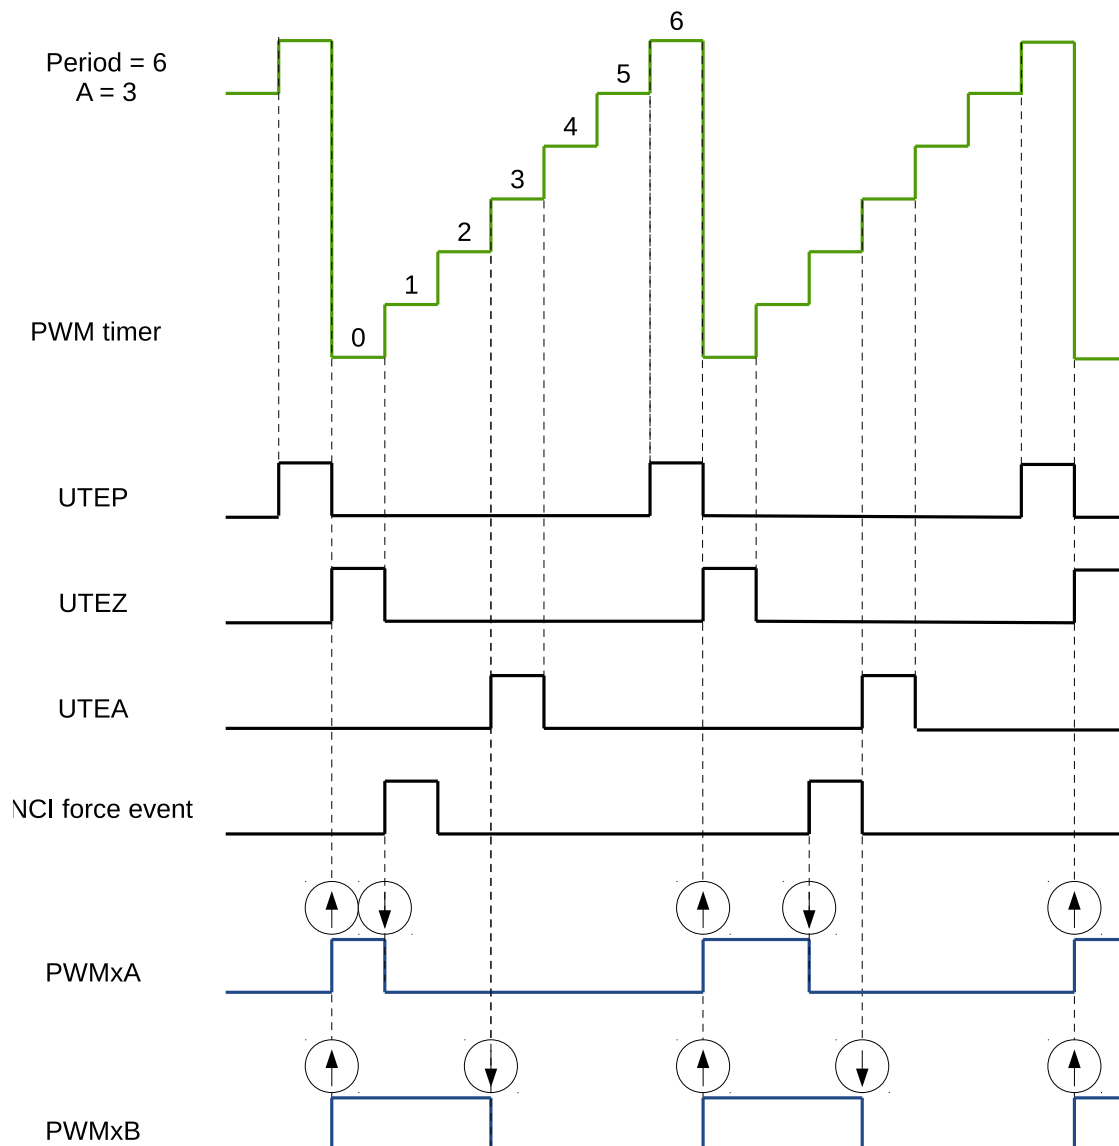 Period = 6
A = 3
6
5
4
3
2
1
0
PWM timer
UTEP
UTEZ
UTEA
NCI force event
PWMxA
PWMxB